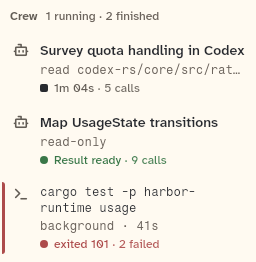 Crew 1 running · 2 finished
Survey quota handling in Codex
read codex-rs/core/src/rat…
1m 04s · 5 calls
Map UsageState transitions
read-only
Result ready · 9 calls
cargo test -p harbor-
runtime usage
background · 41s
exited 101 · 2 failed